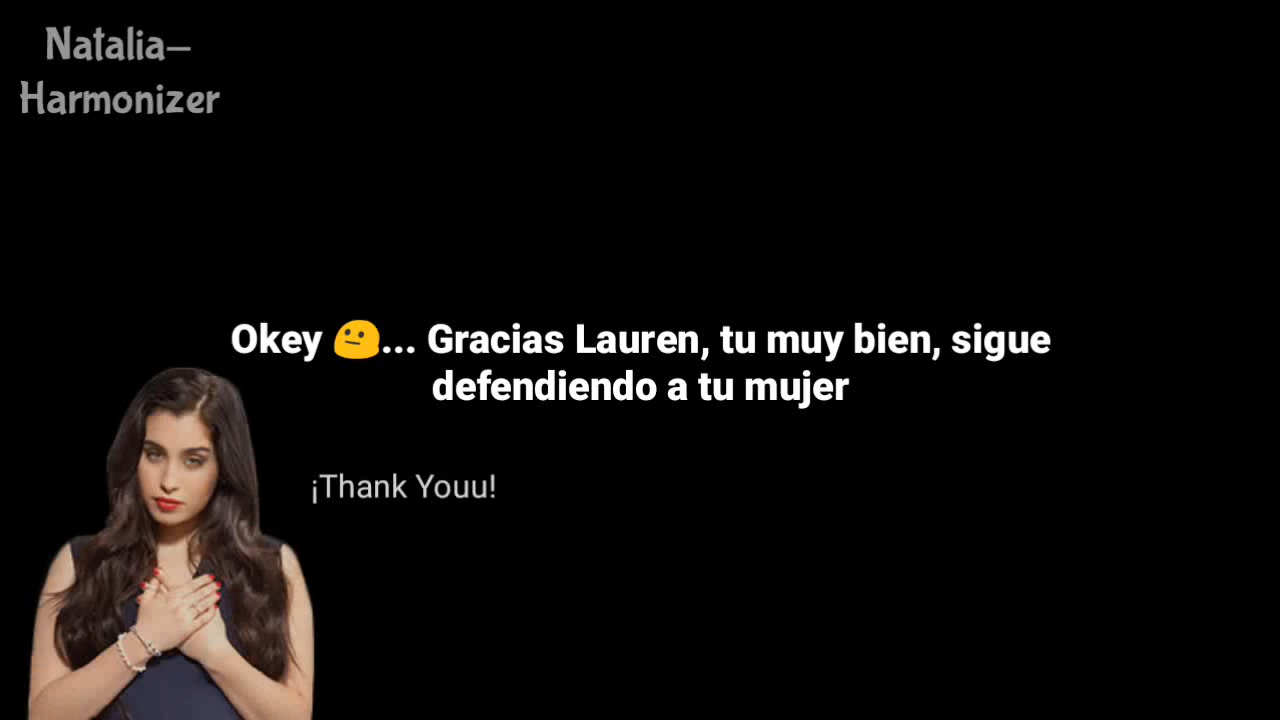 Natalia–
Harmonizer
Okey 😐... Gracias Lauren, tu muy bien, sigue
defendiendo a tu mujer
¡Thank Youu!